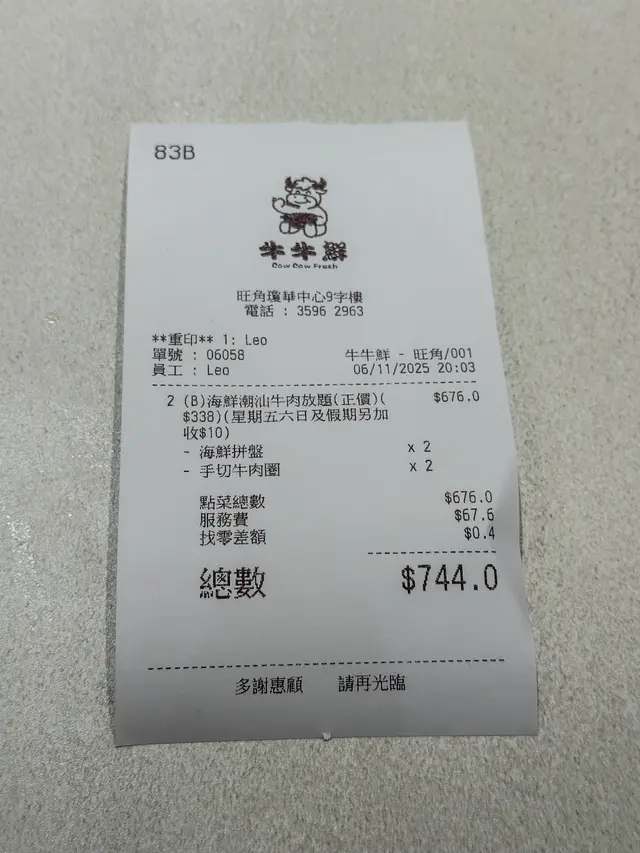 83B
牛牛鮮
Cow Cow Fresh
旺角瓊華中心9字樓
電話 : 3596 2963
**重印** 1: Leo
單號 : 06058 牛牛鮮 - 旺角/001
員工 : Leo 06/11/2025 20:03
2 (B)海鮮潮汕牛肉放題(正價)( $676.0
$338)(星期五六日及假期另加
收$10)
- 海鮮拼盤 x 2
- 手切牛肉圈 x 2
點菜總數 $676.0
服務費 $67.6
找零差額 $0.4
總數 $744.0
多謝惠顧 請再光臨